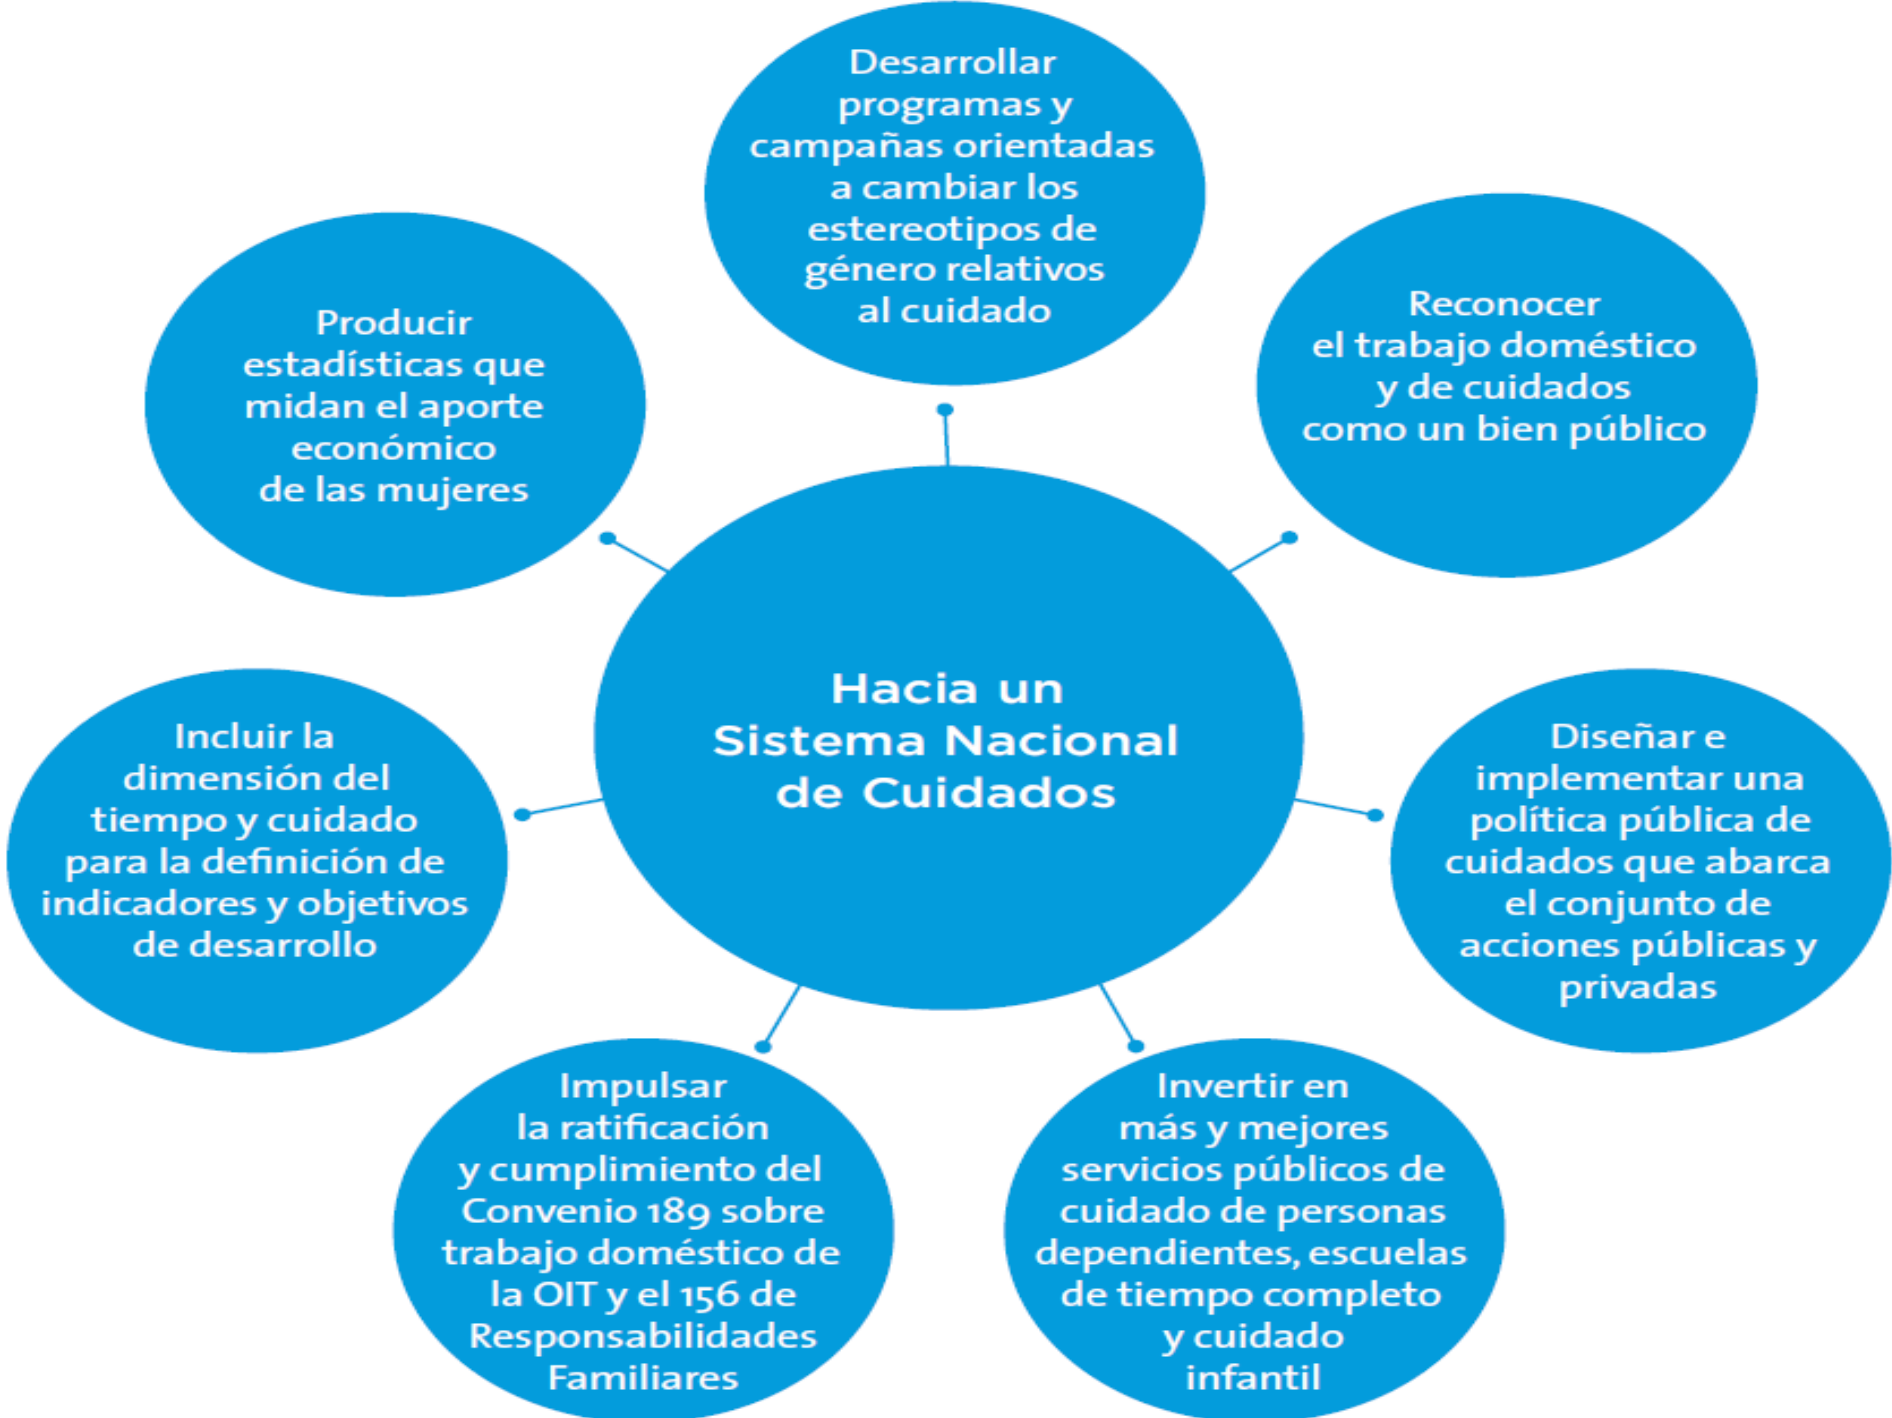 Desarrollar
programas y
campañas orientadas
a cambiar los
estereotipos de
género relativos
al cuidado
Reconocer
el trabajo doméstico
y de cuidados
como un bien público
Producir
estadísticas que
midan el aporte
económico
de las mujeres
Hacia un
Sistema Nacional
de Cuidados
Incluir la
dimensión del
tiempo y cuidado
para la definición de
indicadores y objetivos
de desarrollo
Diseñar e
implementar una
política pública de
cuidados que abarca
el conjunto de
acciones públicas y
privadas
Impulsar
la ratificación
y cumplimiento del
Convenio 189 sobre
trabajo doméstico de
la OIT y el 156 de
Responsabilidades
Familiares
Invertir en
más y mejores
servicios públicos de
cuidado de personas
dependientes, escuelas
de tiempo completo
y cuidado
infantil